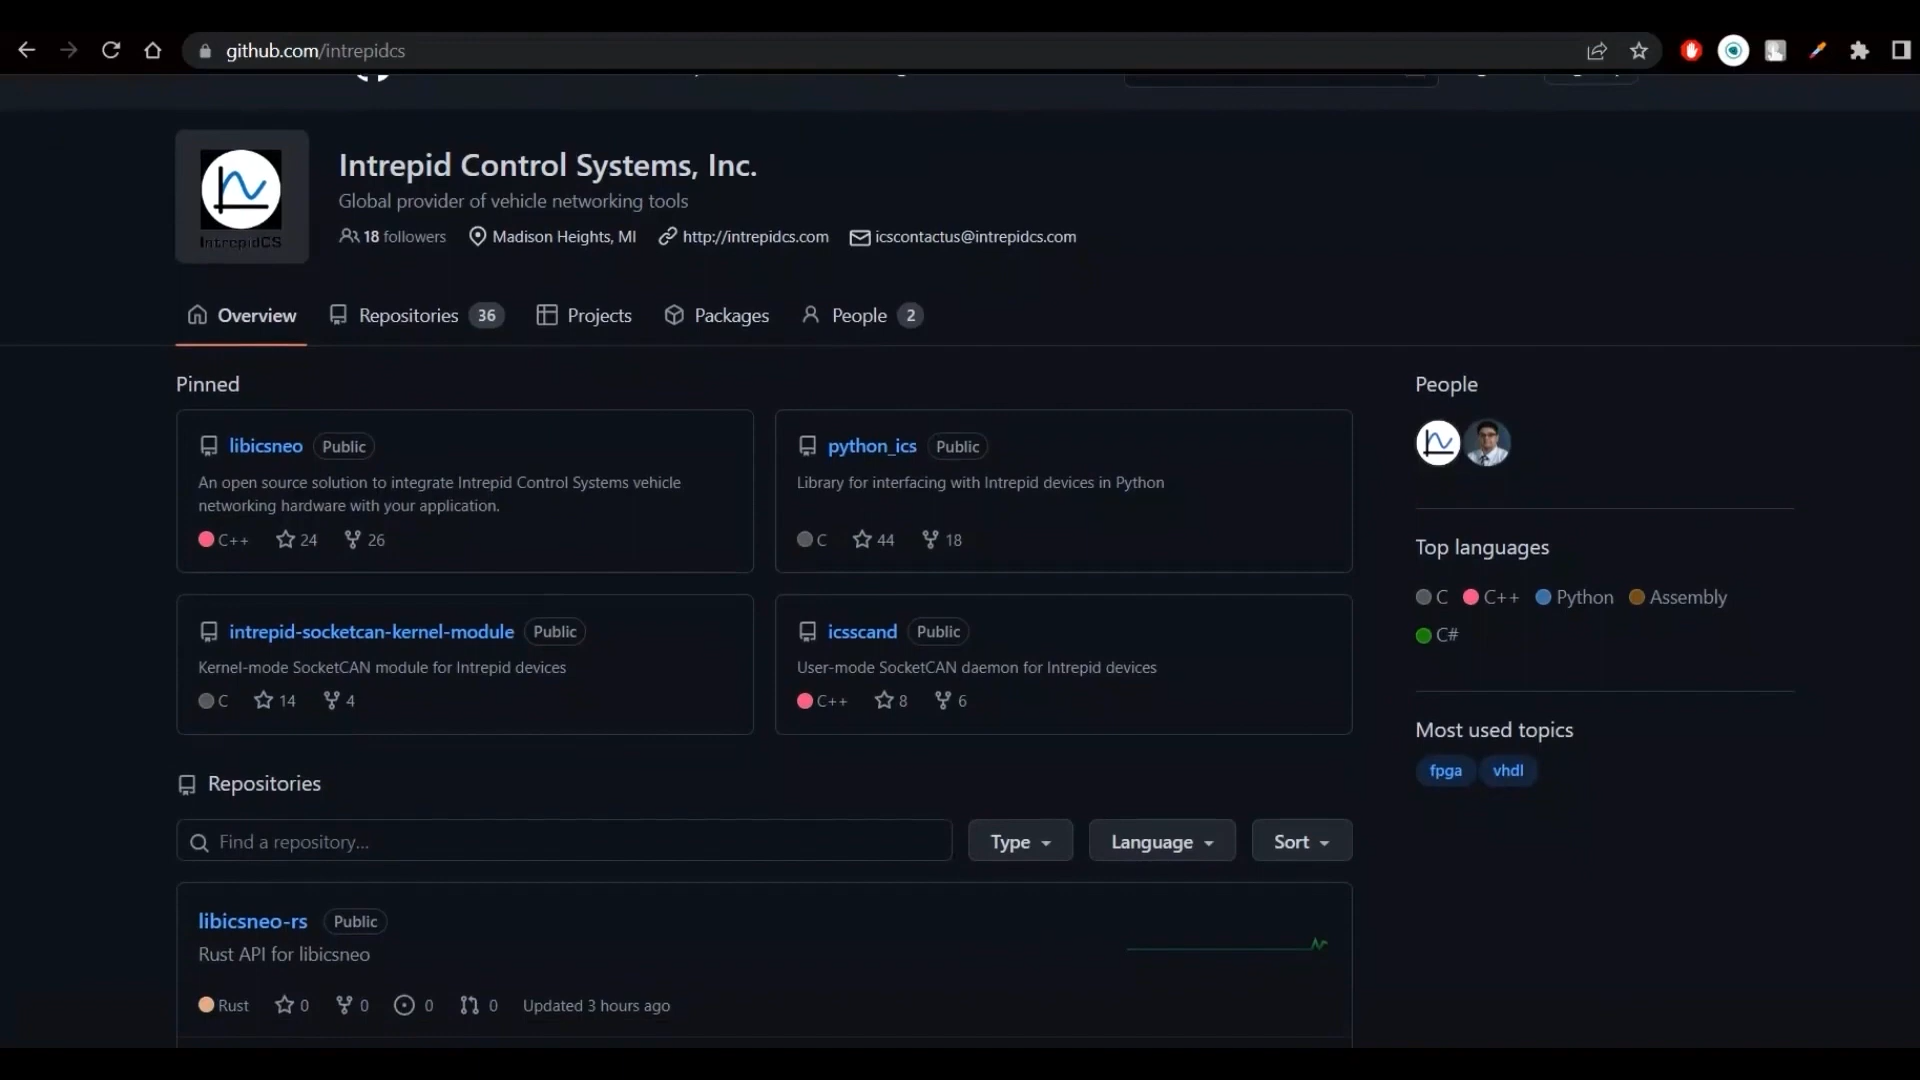 github.com/intrepidcs
IntrepidCS
Intrepid Control Systems, Inc.
Global provider of vehicle networking tools
18 followers Madison Heights, MI http://intrepidcs.com icscontactus@intrepidcs.com
Overview Repositories 36 Projects Packages People 2
Pinned
libicsneo Public
An open source solution to integrate Intrepid Control Systems vehicle
networking hardware with your application.
C++ 24 26
python_ics Public
Library for interfacing with Intrepid devices in Python
C 44 18
intrepid-socketcan-kernel-module Public
Kernel-mode SocketCAN module for Intrepid devices
C 14 4
icsscand Public
User-mode SocketCAN daemon for Intrepid devices
C++ 8 6
Repositories
Find a repository...
Type Language Sort
libicsneo-rs Public
Rust API for libicsneo
Rust 0 0 0 0 Updated 3 hours ago
People
Top languages
C C++ Python Assembly
C#
Most used topics
fpga vhdl